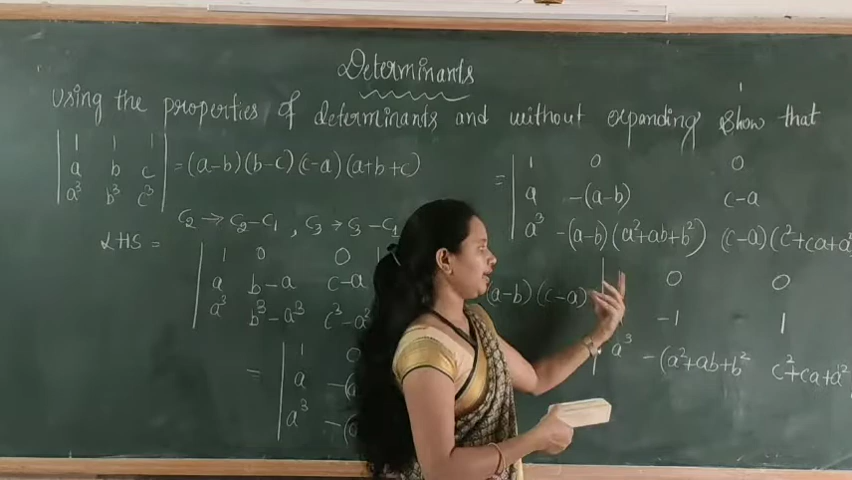 Determinants
Using the properties of determinants and without expanding show that
| 1 1 1 |
| a b c | = (a-b)(b-c)(c-a)(a+b+c)
| a³ b³ c³ |
C₂ → C₂-C₁ , C₃ → C₃-C₁
LHS =
| 1 0 0 |
| a b-a c-a
| a³ b³-a³ c³-a³
= | 1 0
| a -(a
| a³ -(a
= | 1 0 0
| a -(a-b) c-a
| a³ -(a-b)(a²+ab+b²) (c-a)(c²+ca+a²
(a-b)(c-a) | 0 0
-1 1
a³ -(a²+ab+b² c²+ca+a²